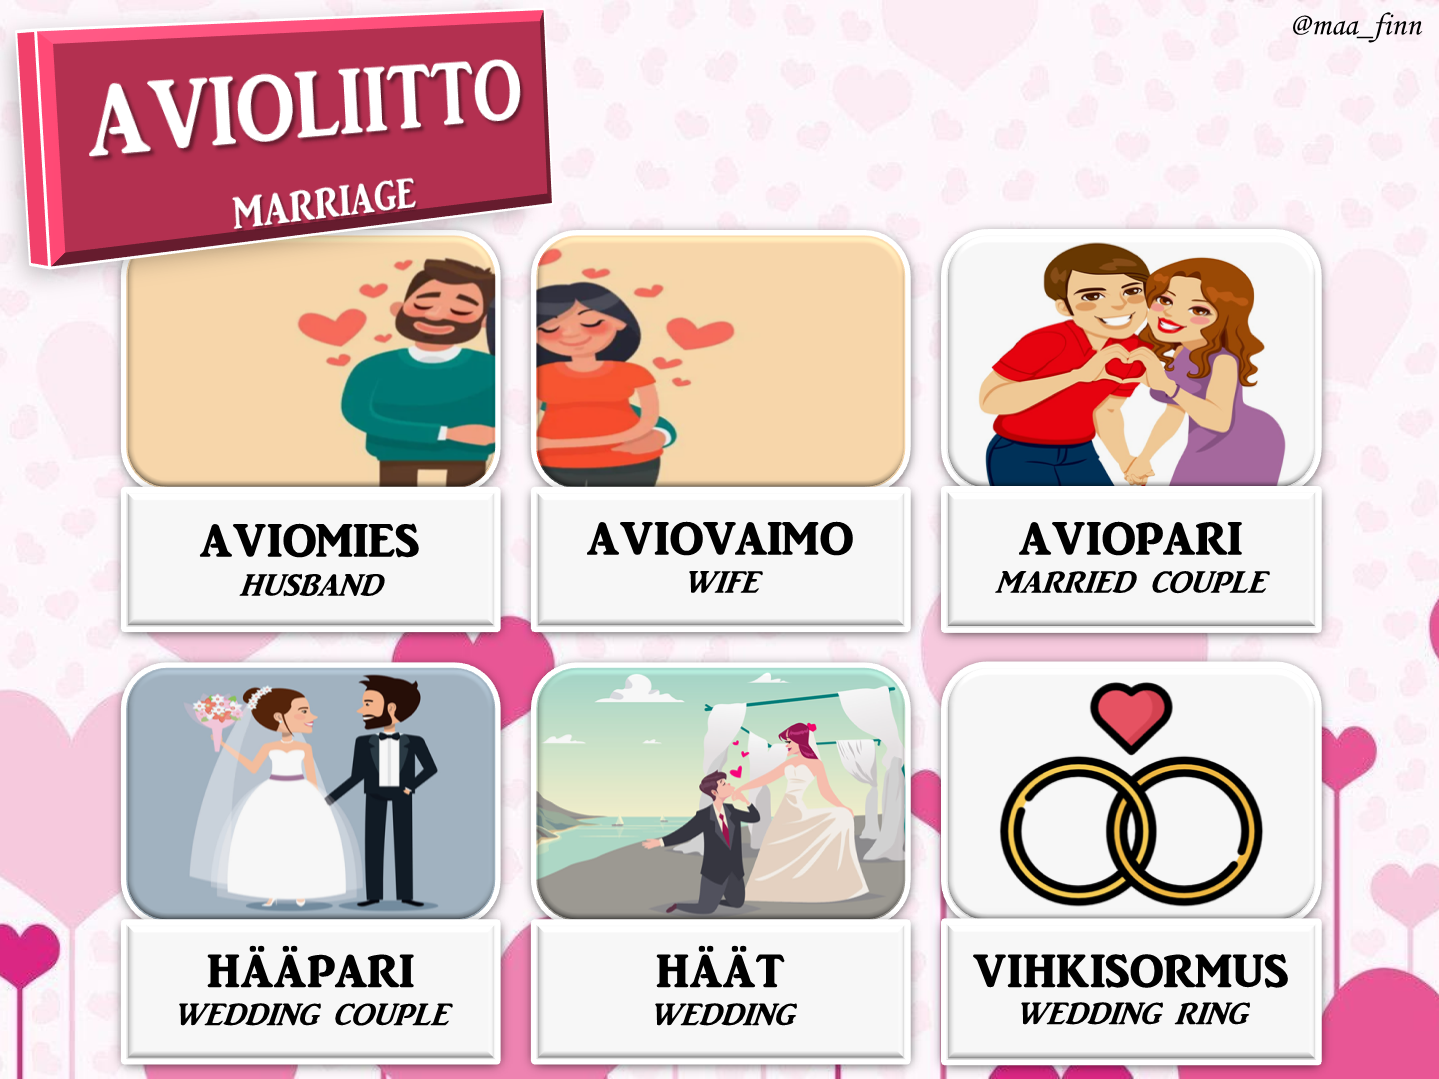 @maa_finn
AVIOLIITTO
MARRIAGE
AVIOMIES
HUSBAND
AVIOVAIMO
WIFE
AVIOPARI
MARRIED COUPLE
HÄÄPARI
WEDDING COUPLE
HÄÄT
WEDDING
VIHKISORMUS
WEDDING RING